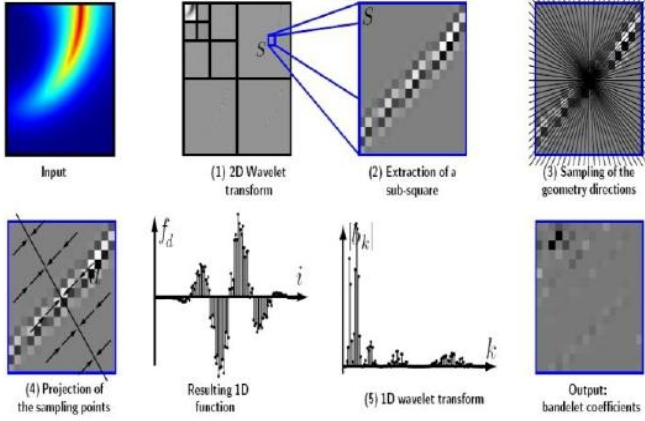 S
S
Input
(1) 2D Wavelet
transform
(2) Extraction of a
sub-square
(3) Sampling of the
geometry directions
f_d
i
|b_k|
k
(4) Projection of
the sampling points
Resulting 1D
function
(5) 1D wavelet transform
Output:
bandelet coefficients